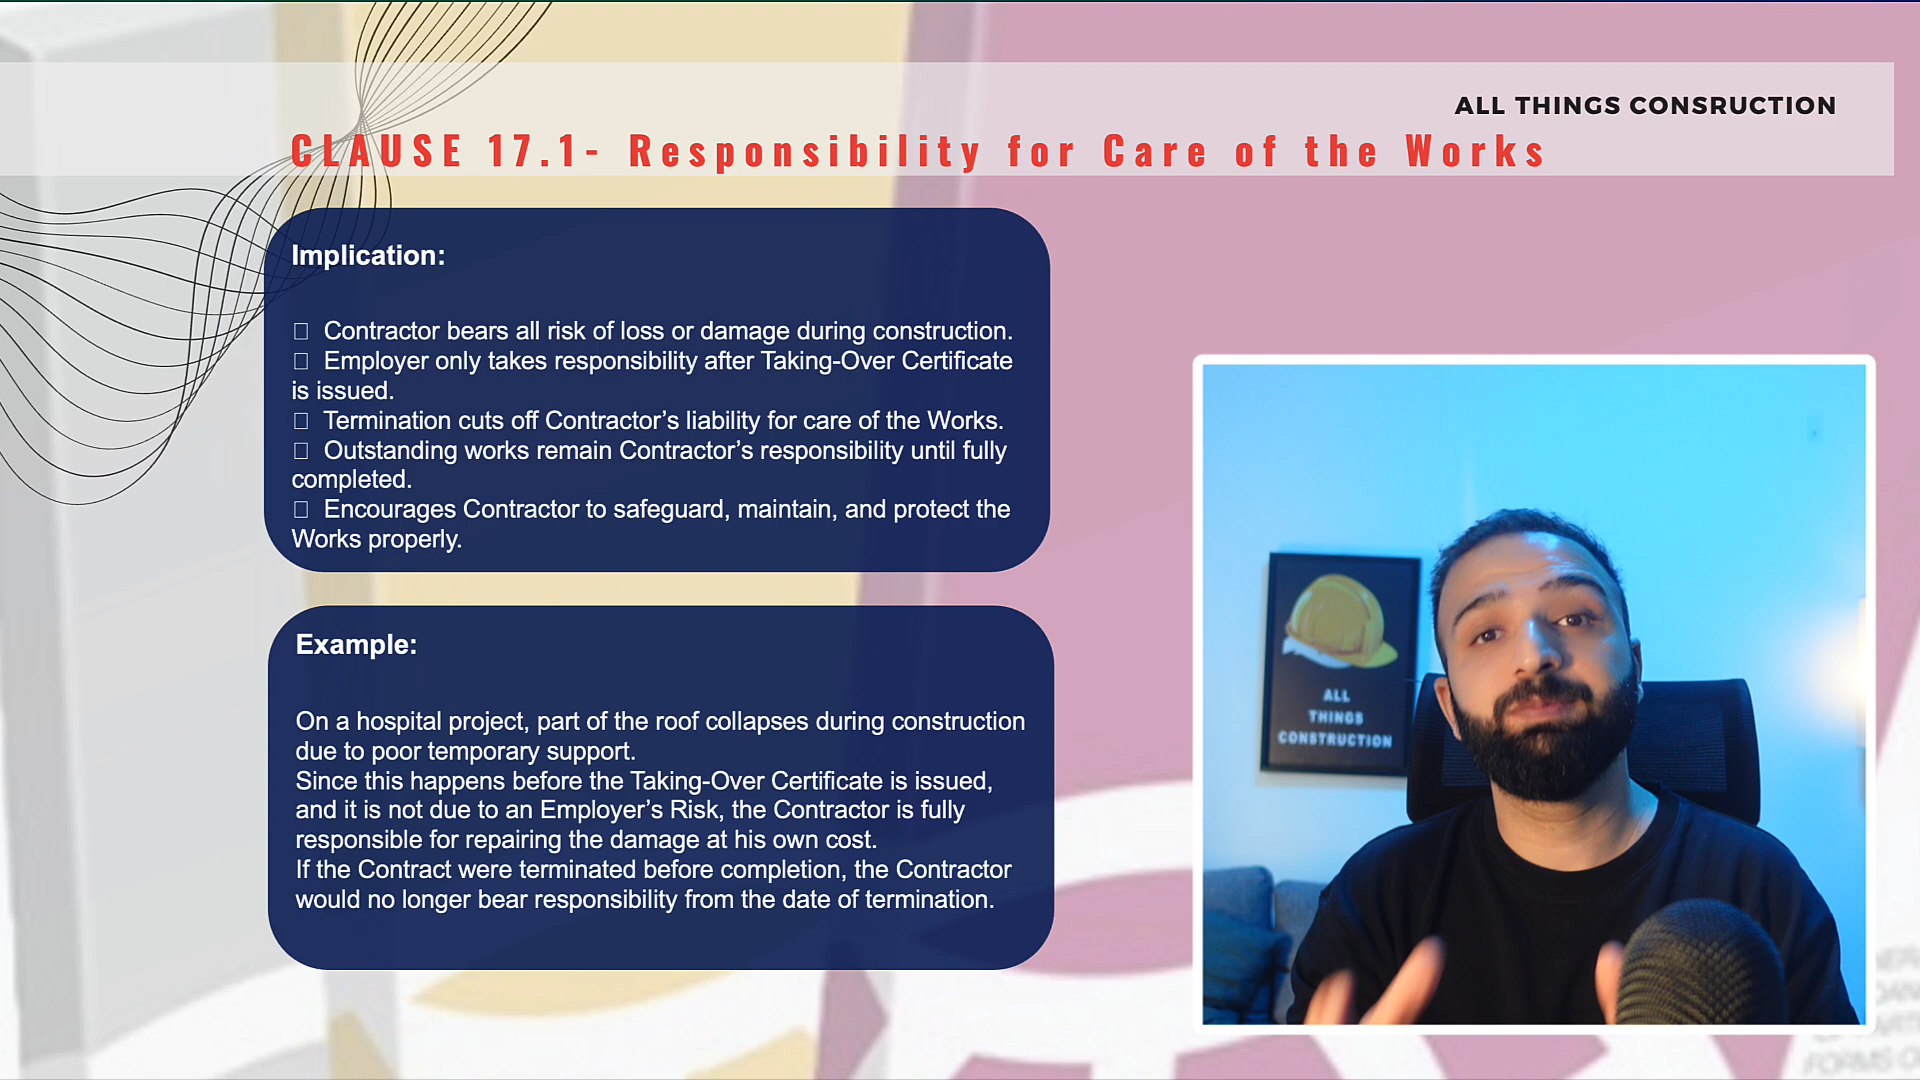 ALL THINGS CONSRUCTION
CLAUSE 17.1- Responsibility for Care of the Works
Implication:
Contractor bears all risk of loss or damage during construction.
Employer only takes responsibility after Taking-Over Certificate
is issued.
Termination cuts off Contractor’s liability for care of the Works.
Outstanding works remain Contractor’s responsibility until fully
completed.
Encourages Contractor to safeguard, maintain, and protect the
Works properly.
Example:
On a hospital project, part of the roof collapses during construction
due to poor temporary support.
Since this happens before the Taking-Over Certificate is issued,
and it is not due to an Employer’s Risk, the Contractor is fully
responsible for repairing the damage at his own cost.
If the Contract were terminated before completion, the Contractor
would no longer bear responsibility from the date of termination.
ALL
THINGS
CONSTRUCTION
FORMS